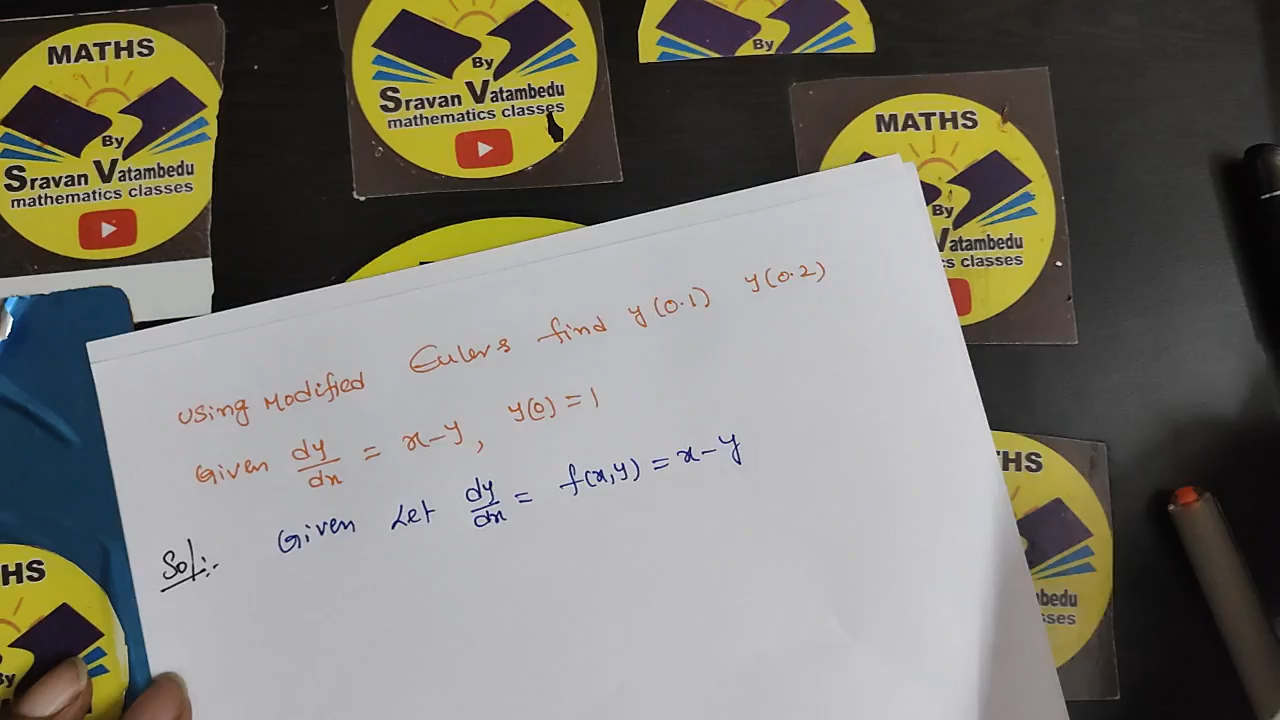 MATHS
By
Sravan Vatambedu
mathematics classes
By
Sravan Vatambedu
mathematics classes
By
MATHS
By
Vatambedu
cs classes
Using Modified Eulers find y(0.1) y(0.2)
Given dy/dx = x-y, y(0) = 1
Sol:- Given Let dy/dx = f(x,y) = x-y
HS
By
HS
bedu
sses